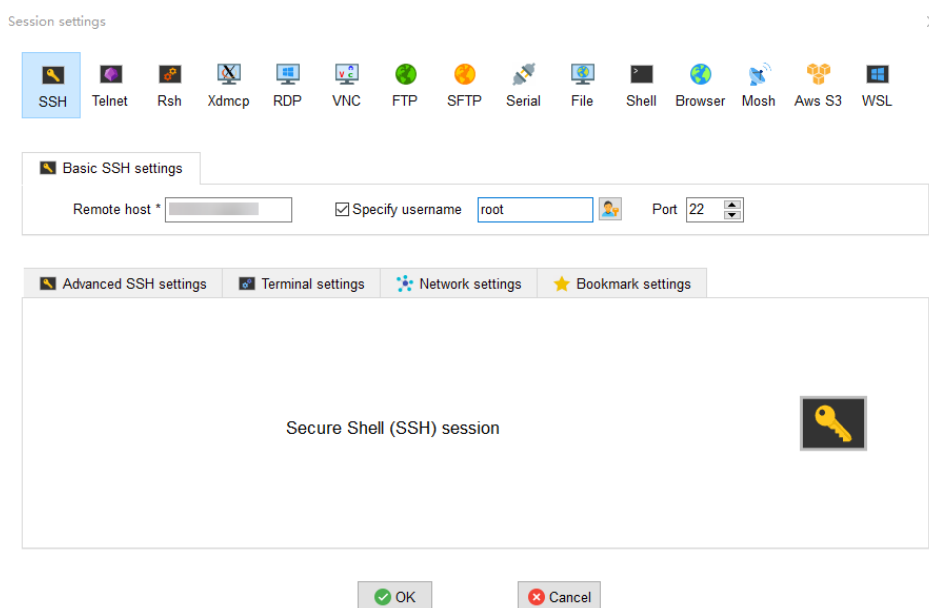 Session settings
SSH Telnet Rsh Xdmcp RDP VNC FTP SFTP Serial File Shell Browser Mosh Aws S3 WSL
Basic SSH settings
Remote host * Specify username root Port 22
Advanced SSH settings Terminal settings Network settings Bookmark settings
Secure Shell (SSH) session
OK Cancel